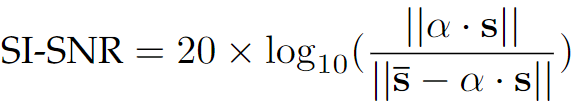 SI-SNR = 20 × log₁₀(||α · s|| / ||s̄ − α · s||)